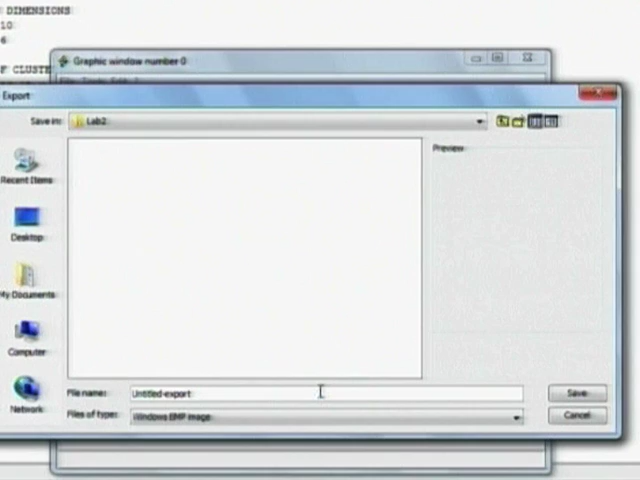 DIMENSIONS
10
6
F CLUSTE
Graphic window number 0
Export
Save in:
Lab2
Preview
Recent Items
Desktop
My Documents
Computer
Network
File name:
Untitled-export
Save
Files of type:
Windows BMP image
Cancel